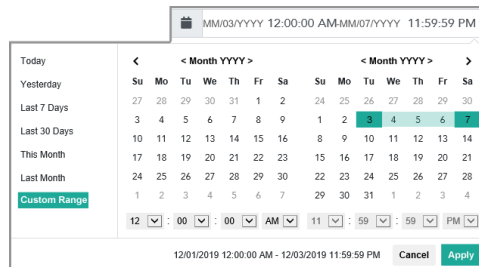 MM/03/YYYY 12:00:00 AM-MM/07/YYYY 11:59:59 PM
Today
Yesterday
Last 7 Days
Last 30 Days
This Month
Last Month
Custom Range
< < Month YYYY >
Su Mo Tu We Th Fr Sa
27 28 29 30 31 1 2
3 4 5 6 7 8 9
10 11 12 13 14 15 16
17 18 19 20 21 22 23
24 25 26 27 28 29 30
1 2 3 4 5 6 7
12 : 00 : 00 AM
< Month YYYY > >
Su Mo Tu We Th Fr Sa
24 25 26 27 28 29 30
1 2 3 4 5 6 7
8 9 10 11 12 13 14
15 16 17 18 19 20 21
22 23 24 25 26 27 28
29 30 31 1 2 3 4
11 : 59 : 59 PM
12/01/2019 12:00:00 AM - 12/03/2019 11:59:59 PM Cancel Apply